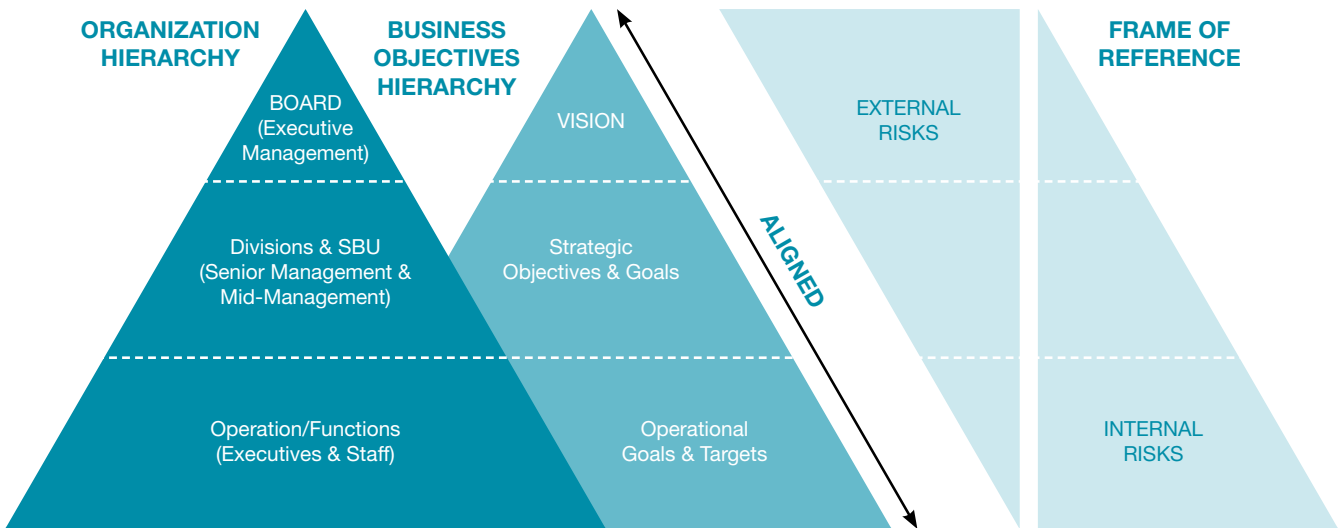 ORGANIZATION
HIERARCHY
BUSINESS
OBJECTIVES
HIERARCHY
FRAME OF
REFERENCE
BOARD
(Executive
Management)
VISION
EXTERNAL
RISKS
Divisions & SBU
(Senior Management &
Mid-Management)
Strategic
Objectives & Goals
ALIGNED
Operation/Functions
(Executives & Staff)
Operational
Goals & Targets
INTERNAL
RISKS